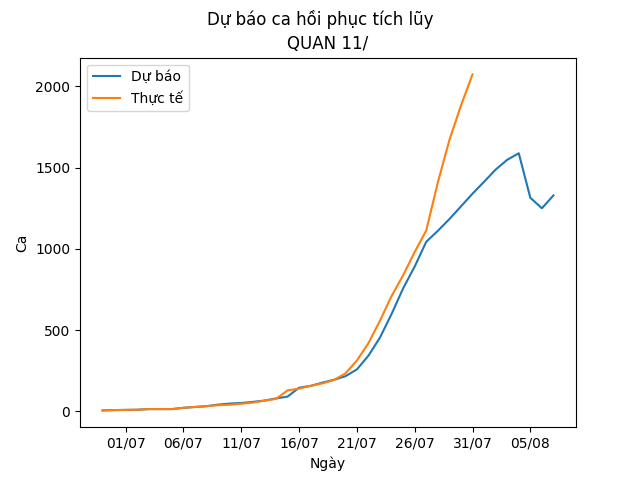 Dự báo ca hồi phục tích lũy
QUAN 11/
Dự báo
Thực tế
2000
1500
1000
500
0
Ca
01/07 06/07 11/07 16/07 21/07 26/07 31/07 05/08
Ngày